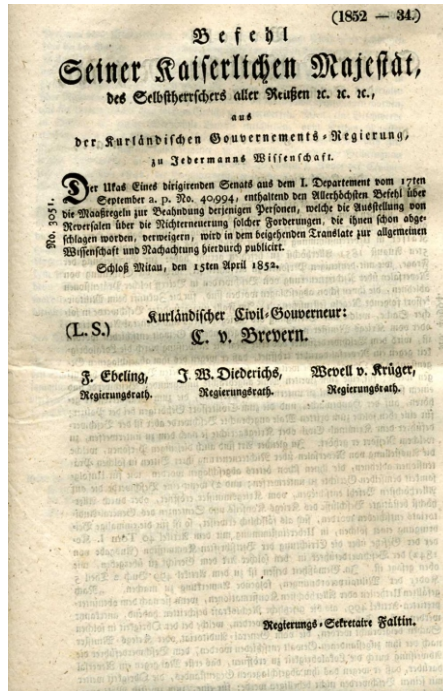 (1852 — 34.)
Befehl
Seiner Kaiserlichen Majestät,
des Selbstherrschers aller Reußen ꝛc. ꝛc. ꝛc.,
aus
der Kurländischen Gouvernements-Regierung,
zu Jedermanns Wissenschaft.
No. 3051.
Der Ukas Eines dirigirenden Senats aus dem I. Departement vom 17ten
September a. p. No. 40,994, enthaltend den Allerhöchsten Befehl über
die Maaßregeln zur Beahndung derjenigen Personen, welche die Ausstellung von
Reversalen über die Nichterneuerung solcher Forderungen, die ihnen schon abge-
schlagen worden, verweigern, wird in dem beigehenden Translate zur allgemeinen
Wissenschaft und Nachachtung hierdurch publicirt.
Schloß Mitau, den 15ten April 1852.
Kurländischer Civil-Gouverneur:
(L. S.) C. v. Brevern.
F. Ebeling, J. W. Diederichs, Wevell v. Krüger,
Regierungsrath. Regierungsrath. Regierungsrath.
Regierungs-Sekretaire Faltin.